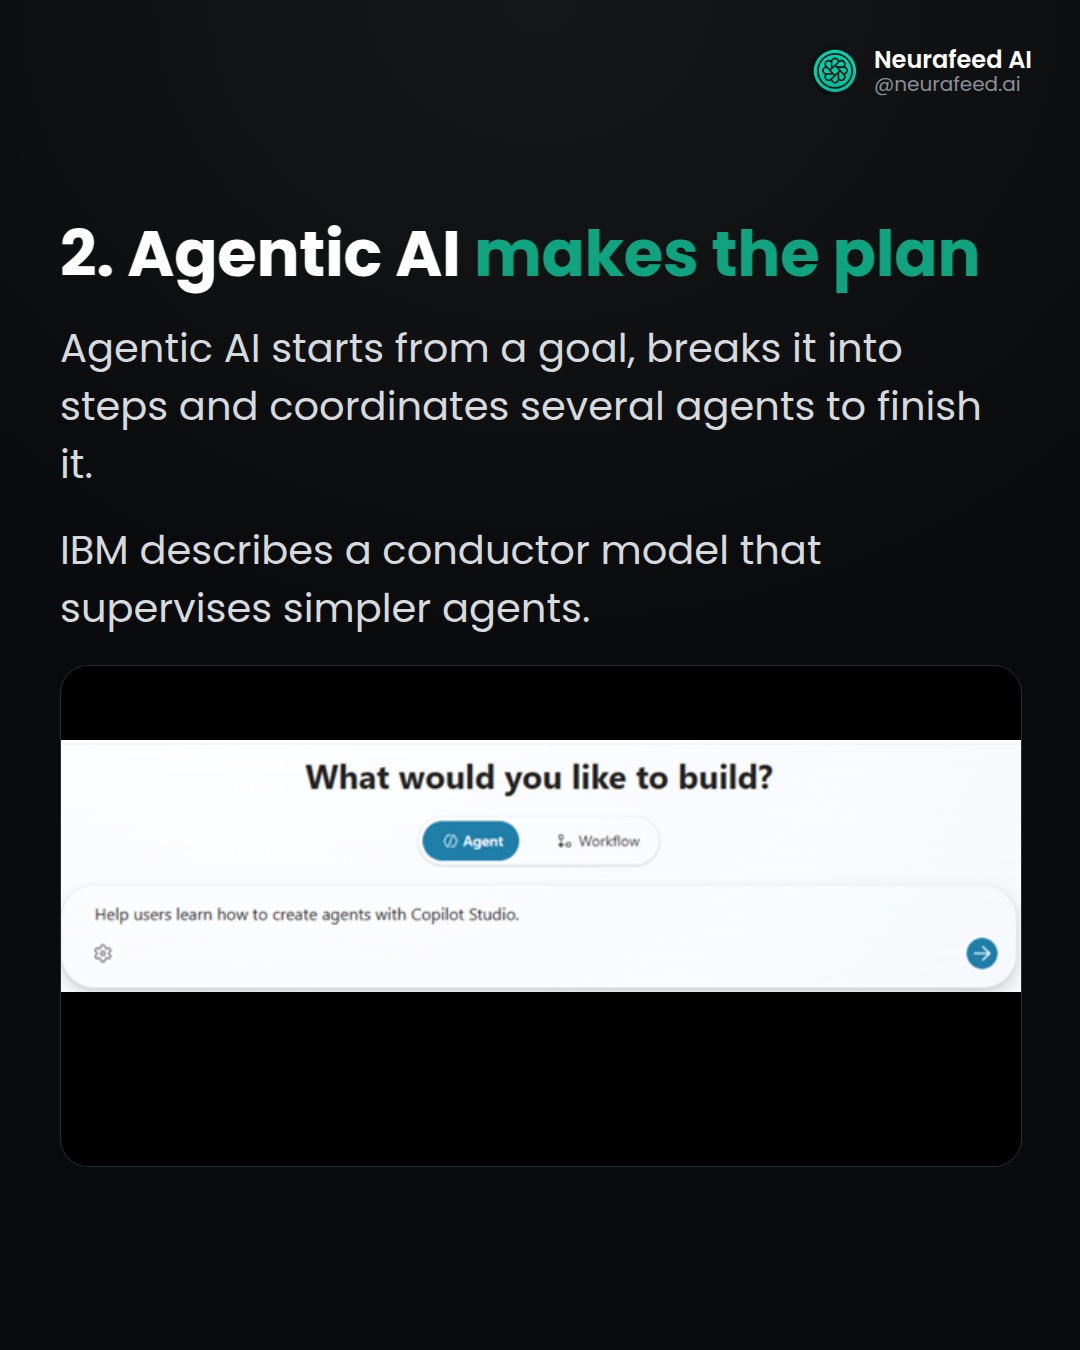 Neurafeed AI
@neurafeed.ai
2. Agentic AI makes the plan
Agentic AI starts from a goal, breaks it into
steps and coordinates several agents to finish
it.
IBM describes a conductor model that
supervises simpler agents.
What would you like to build?
Agent
Workflow
Help users learn how to create agents with Copilot Studio.